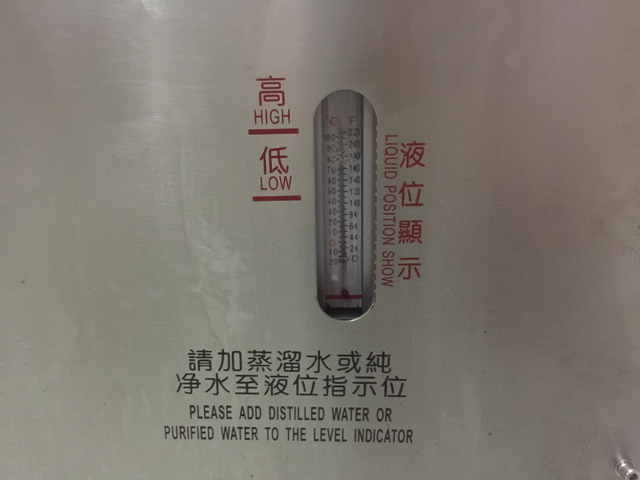 高
HIGH
低
LOW
°C °F
液位顯示
LIQUID POSITION SHOW
請加蒸溜水或純
净水至液位指示位
PLEASE ADD DISTILLED WATER OR
PURIFIED WATER TO THE LEVEL INDICATOR